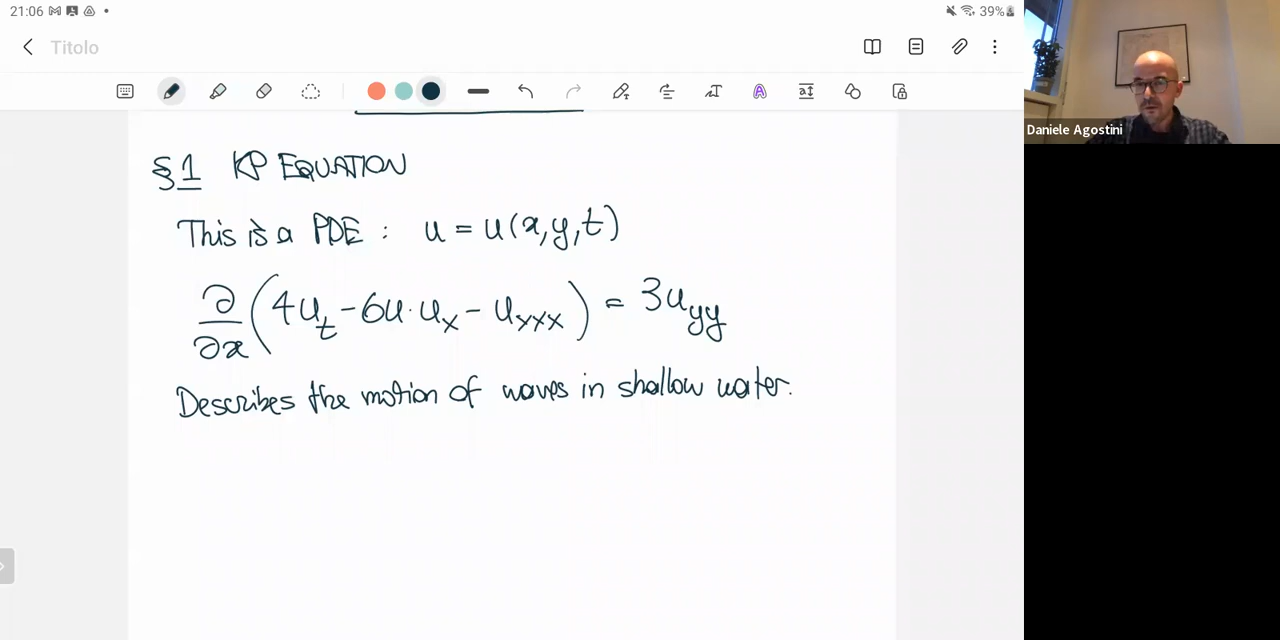 21:06
39%
Titolo
Daniele Agostini
§1 KP EQUATION
This is a PDE : u = u(x,y,t)
∂/∂x (4u_t - 6u·u_x - u_xxx) = 3u_yy
Describes the motion of waves in shallow water.